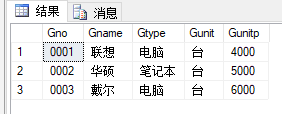 结果 消息
Gno Gname Gtype Gunit Gunitp
1 0001 联想 电脑 台 4000
2 0002 华硕 笔记本 台 5000
3 0003 戴尔 电脑 台 6000